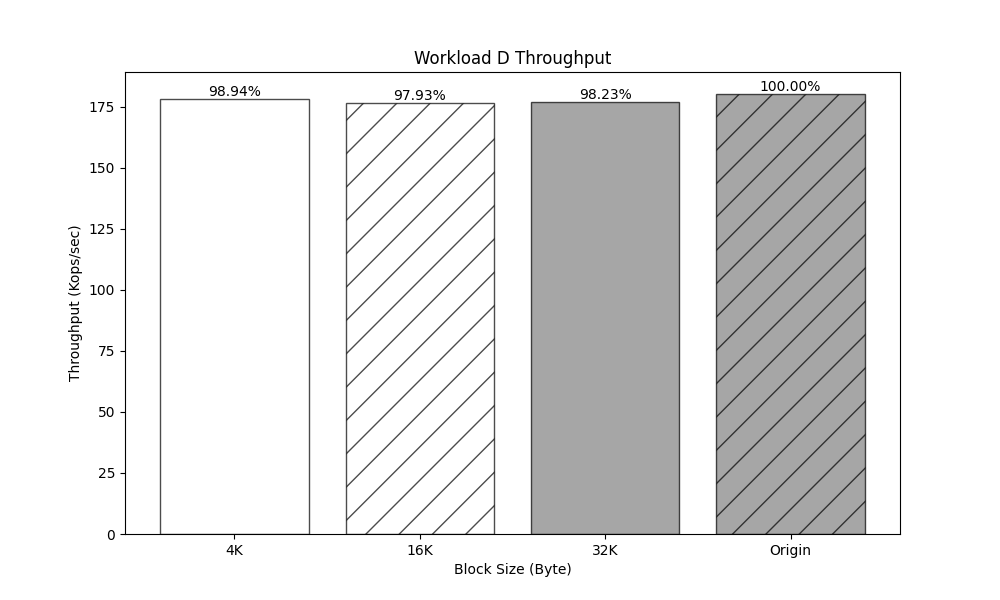 Workload D Throughput
98.94%
97.93%
98.23%
100.00%
Throughput (Kops/sec)
175
150
125
100
75
50
25
0
4K
16K
32K
Origin
Block Size (Byte)